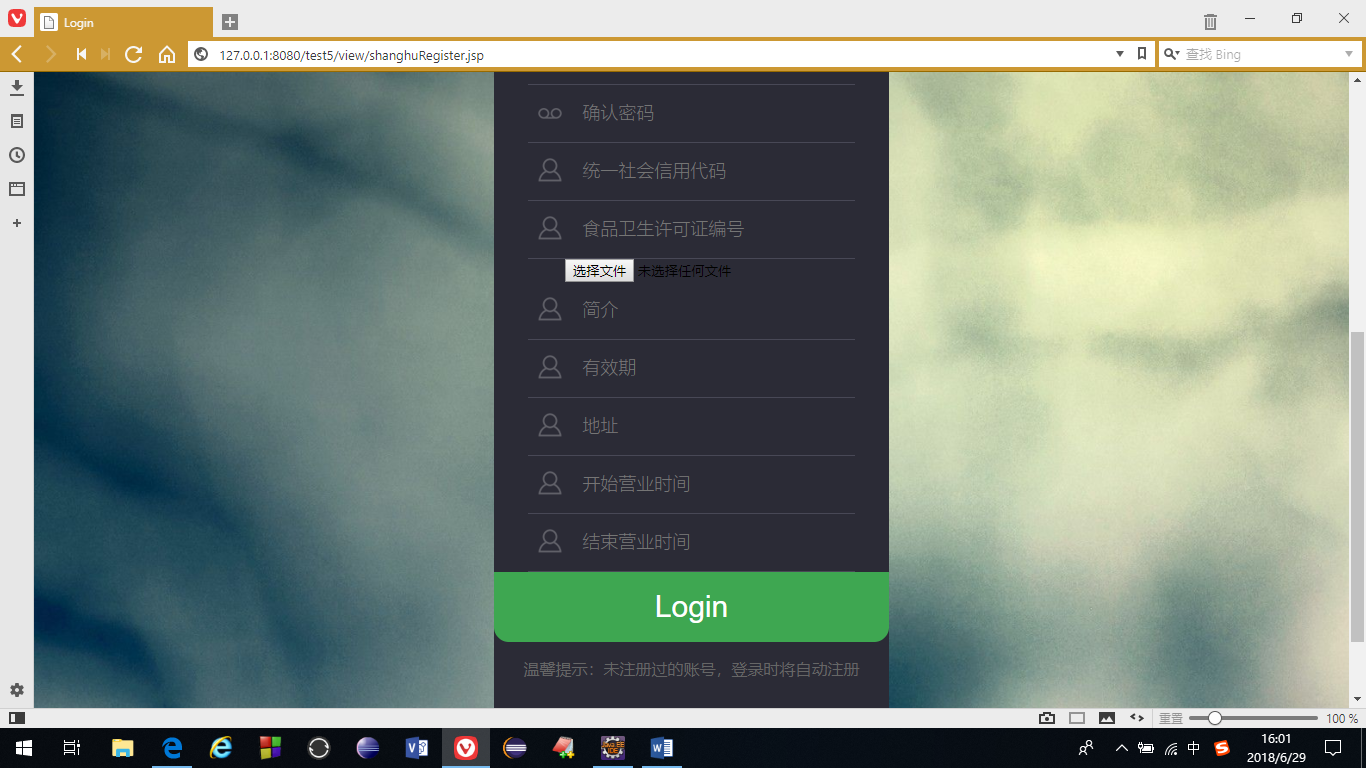 Login
127.0.0.1:8080/test5/view/shanghuRegister.jsp
查找 Bing
确认密码
统一社会信用代码
食品卫生许可证编号
选择文件 未选择任何文件
简介
有效期
地址
开始营业时间
结束营业时间
Login
温馨提示：未注册过的账号，登录时将自动注册
重置 100 %
中 16:01
2018/6/29